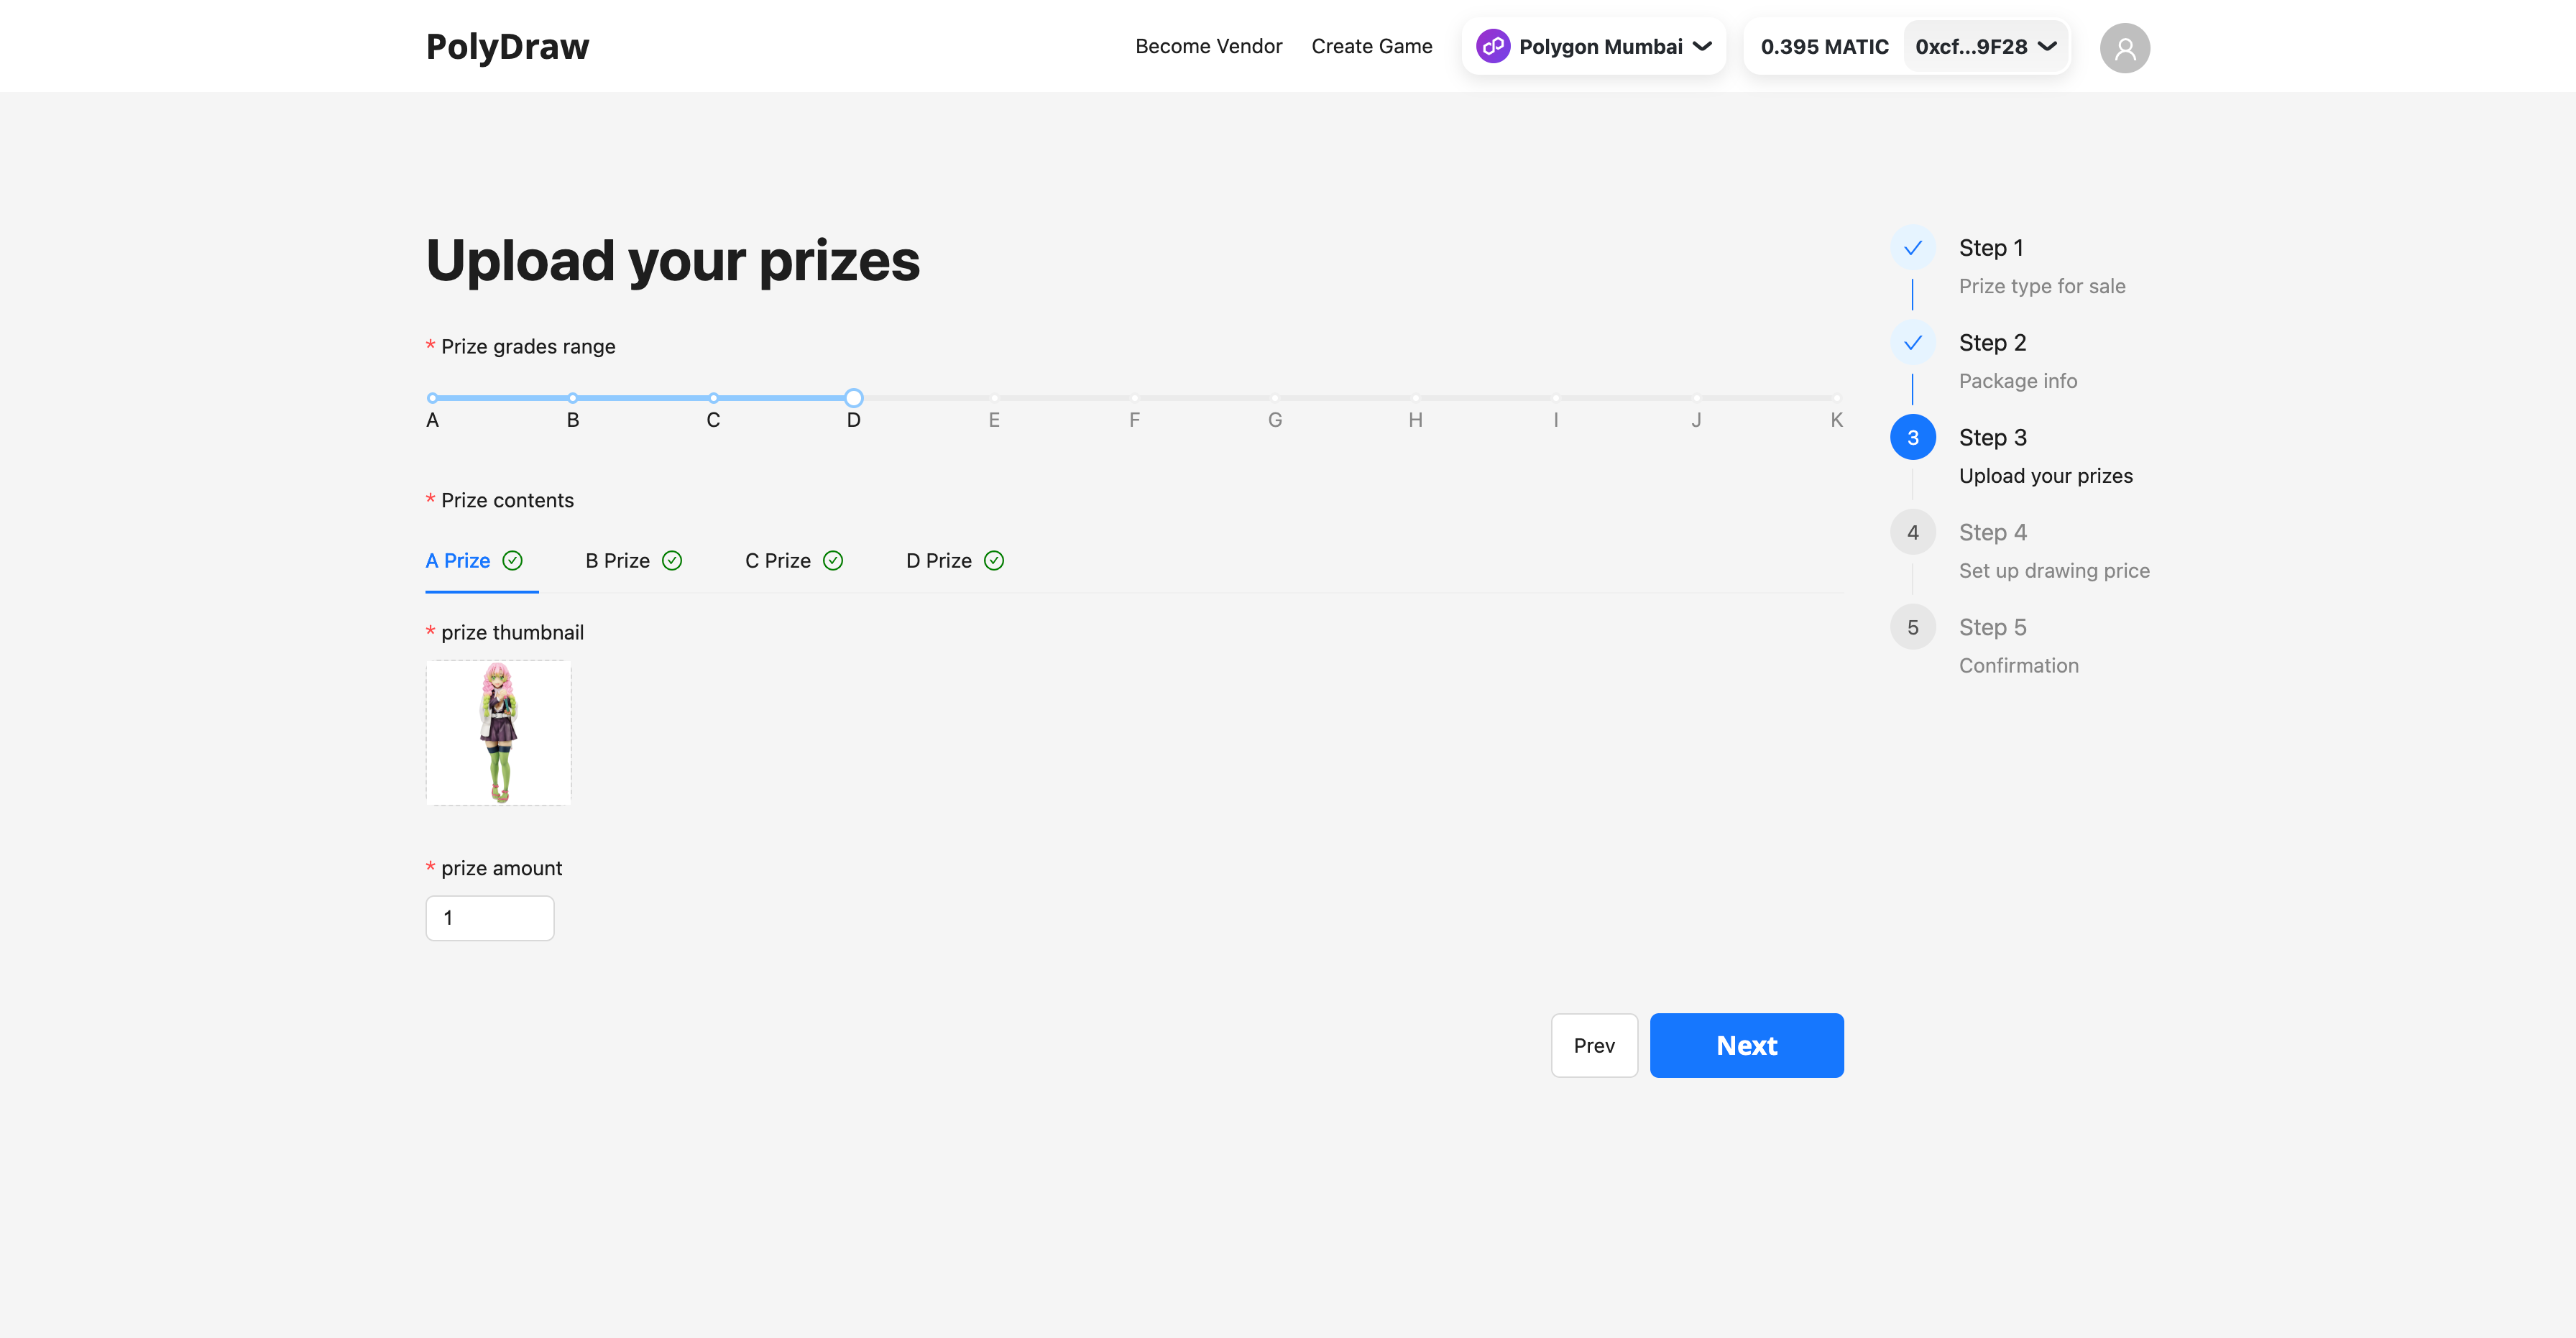 PolyDraw
Become Vendor
Create Game
Polygon Mumbai
0.395 MATIC
0xcf...9F28
Upload your prizes
* Prize grades range
A B C D E F G H I J K
* Prize contents
A Prize
B Prize
C Prize
D Prize
* prize thumbnail
* prize amount
1
Prev
Next
Step 1
Prize type for sale
Step 2
Package info
3
Step 3
Upload your prizes
4
Step 4
Set up drawing price
5
Step 5
Confirmation